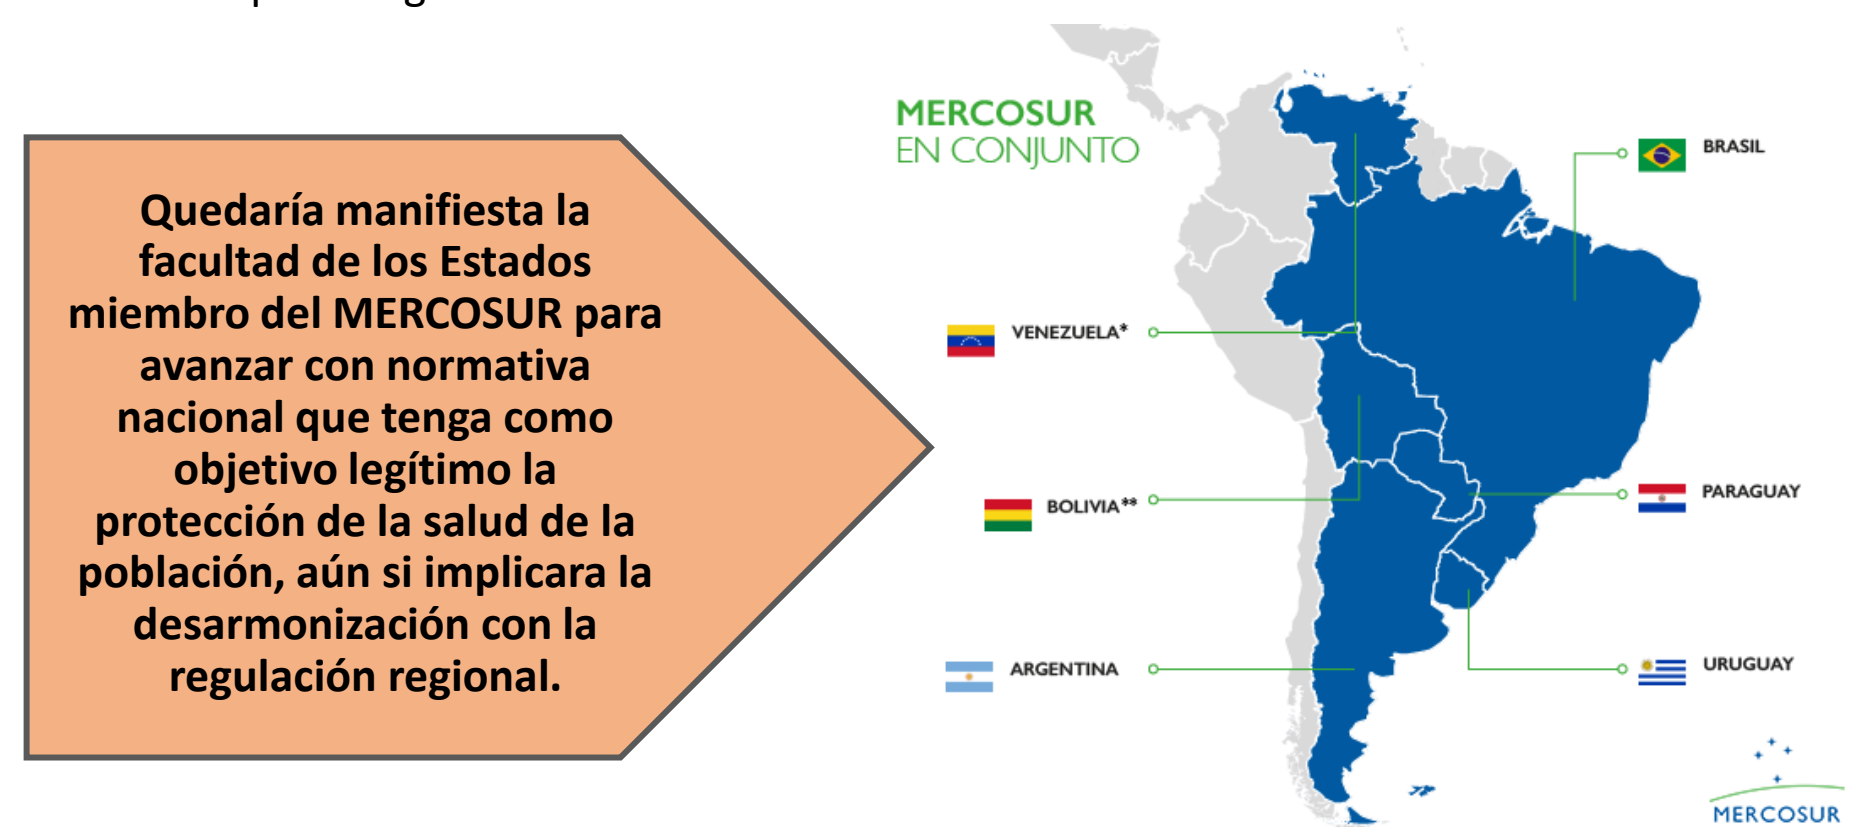 Quedaría manifiesta la
facultad de los Estados
miembro del MERCOSUR para
avanzar con normativa
nacional que tenga como
objetivo legítimo la
protección de la salud de la
población, aún si implicara la
desarmonización con la
regulación regional.
MERCOSUR
EN CONJUNTO
BRASIL
VENEZUELA*
BOLIVIA**
PARAGUAY
ARGENTINA
URUGUAY
MERCOSUR